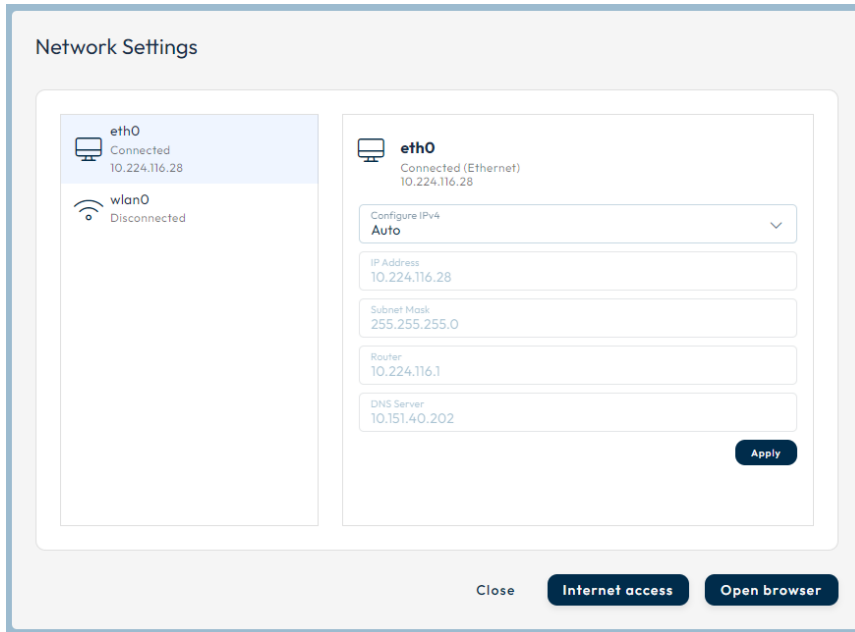 Network Settings
eth0
Connected
10.224.116.28
wlan0
Disconnected
eth0
Connected (Ethernet)
10.224.116.28
Configure IPv4
Auto
IP Address
10.224.116.28
Subnet Mask
255.255.255.0
Router
10.224.116.1
DNS Server
10.151.40.202
Apply
Close
Internet access
Open browser